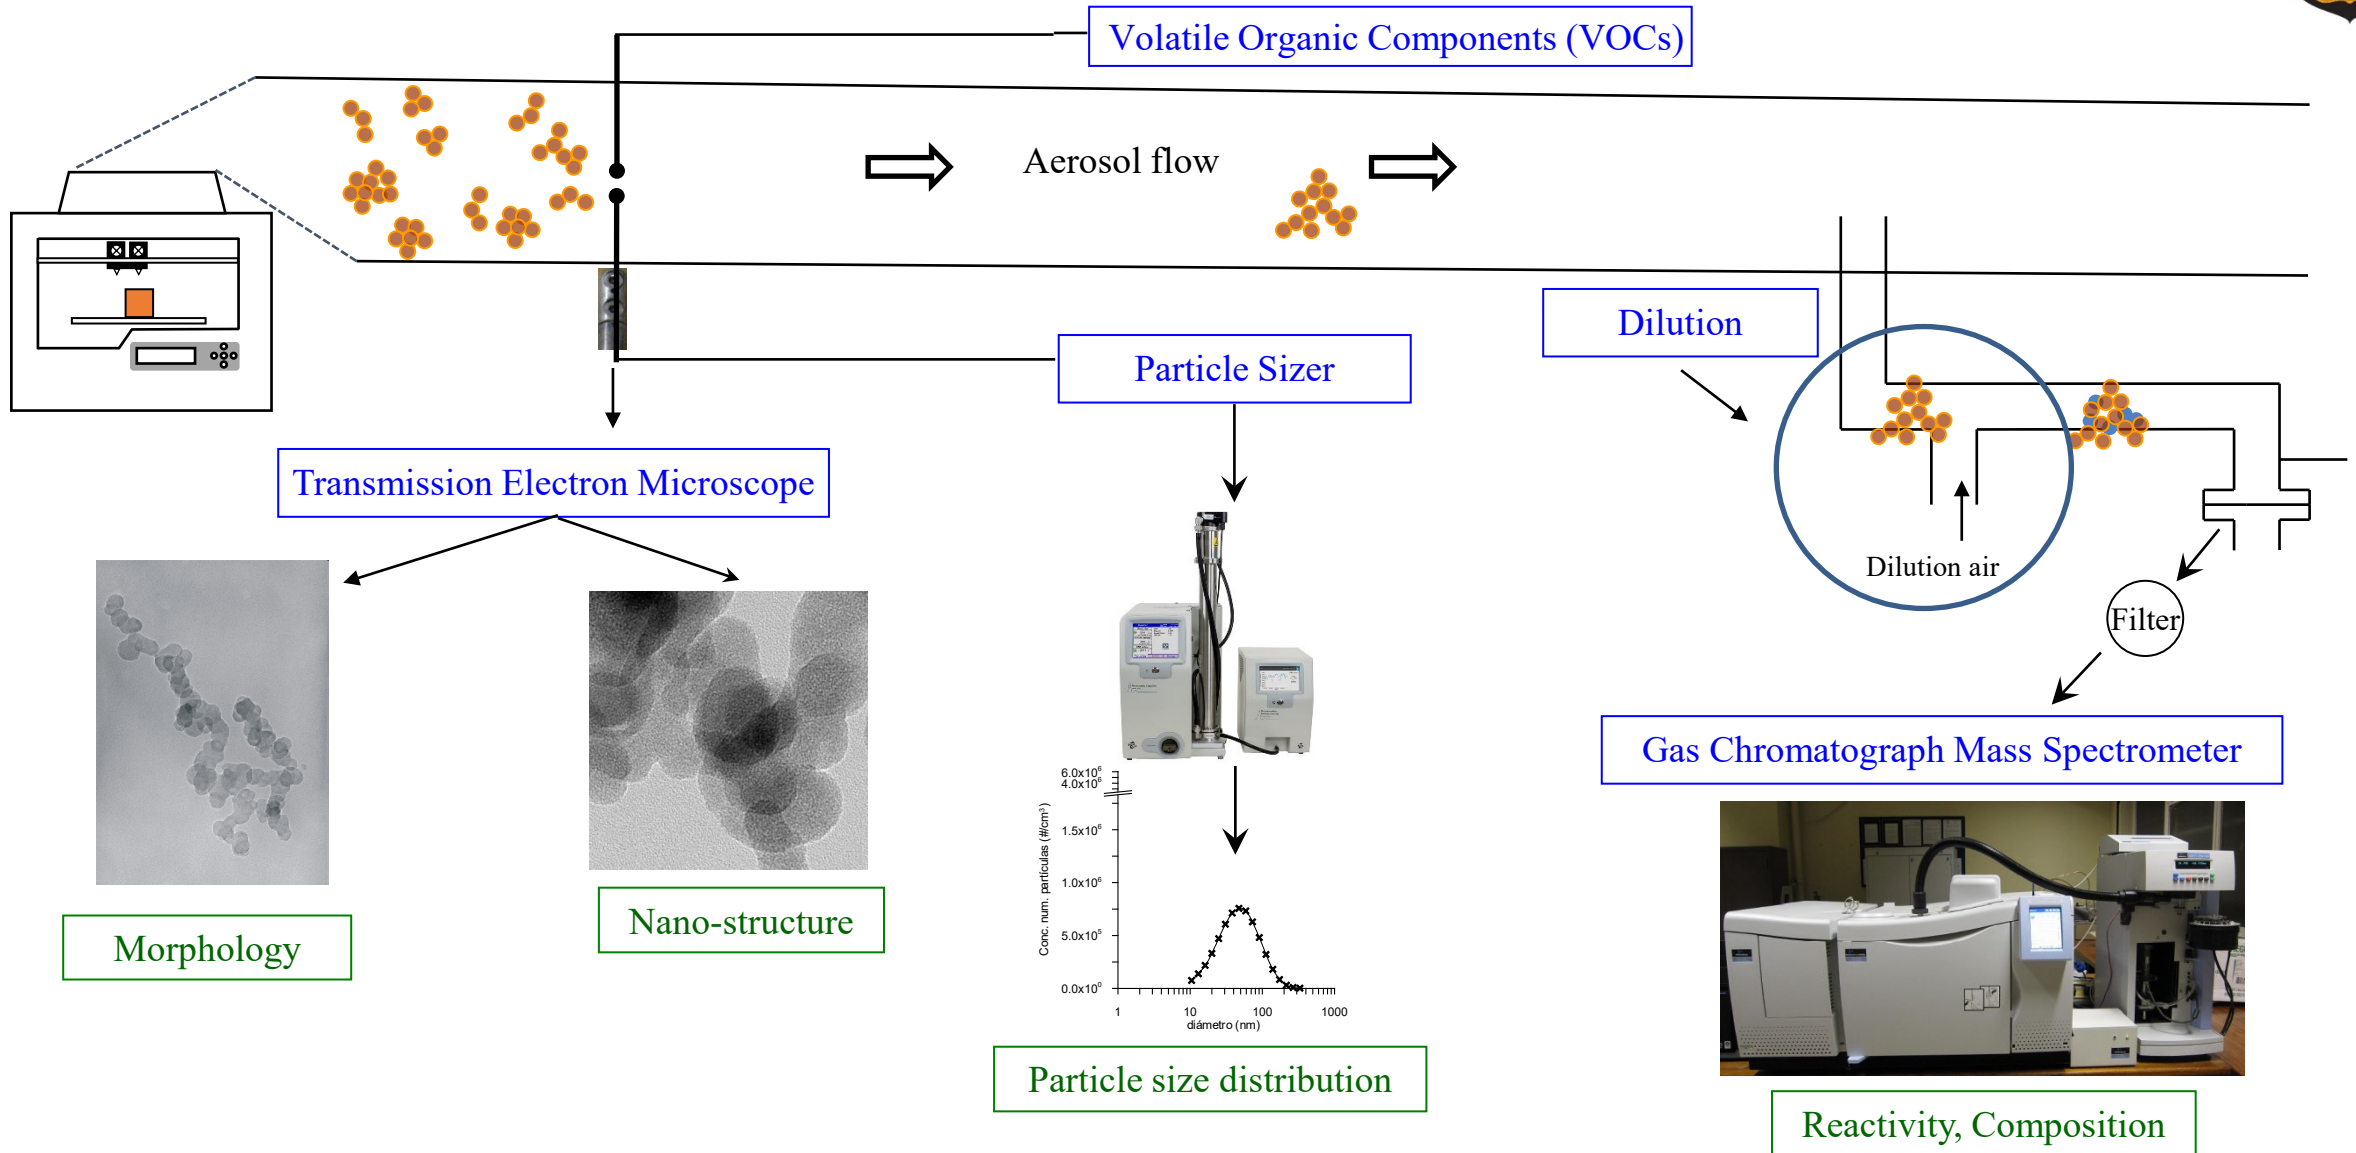 Volatile Organic Components (VOCs)
Aerosol flow
Dilution
Particle Sizer
Transmission Electron Microscope
Dilution air
Filter
Gas Chromatograph Mass Spectrometer
Morphology
Nano-structure
Conc. num. partículas (#/cm³)
6.0x10⁶
4.0x10⁶
1.5x10⁶
1.0x10⁶
5.0x10⁵
0.0x10⁰
1 10 100 1000
diámetro (nm)
Particle size distribution
Reactivity, Composition